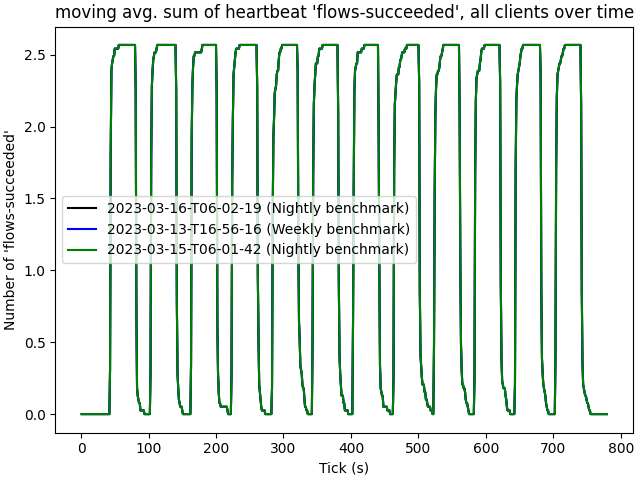 moving avg. sum of heartbeat 'flows-succeeded', all clients over time
Number of 'flows-succeeded'
2.5
2.0
1.5
1.0
0.5
0.0
2023-03-16-T06-02-19 (Nightly benchmark)
2023-03-13-T16-56-16 (Weekly benchmark)
2023-03-15-T06-01-42 (Nightly benchmark)
0 100 200 300 400 500 600 700 800
Tick (s)